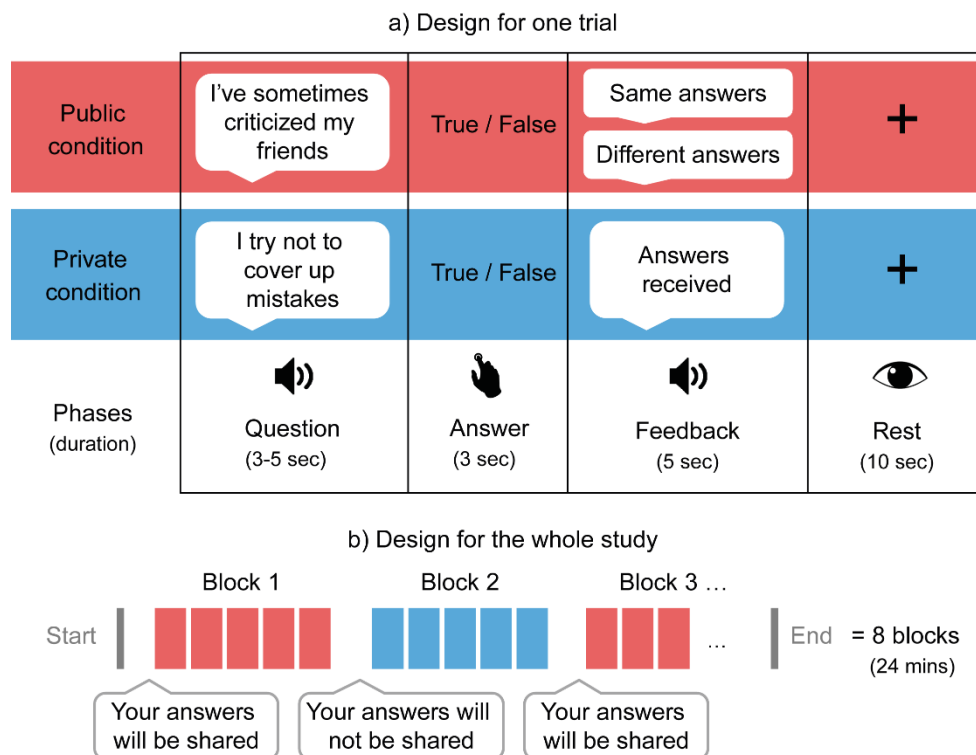 a) Design for one trial
Public
condition
I've sometimes
criticized my
friends
True / False
Same answers
Different answers
+
Private
condition
I try not to
cover up
mistakes
True / False
Answers
received
+
Phases
(duration)
Question
(3-5 sec)
Answer
(3 sec)
Feedback
(5 sec)
Rest
(10 sec)
b) Design for the whole study
Block 1
Block 2
Block 3 ...
Start
...
End
= 8 blocks
(24 mins)
Your answers
will be shared
Your answers will
not be shared
Your answers
will be shared